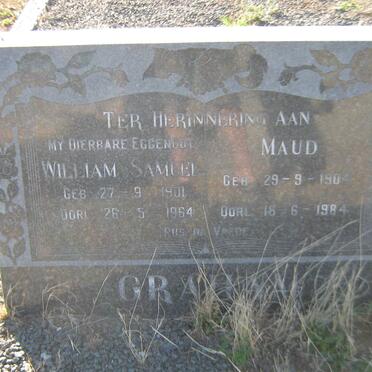 TER HERINNERING AAN
MY DIERBARE EGGENOOT
WILLIAM SAMUEL
GEB 27-9-1901
OORL 26-5-1964
MAUD
GEB 29-9-1904
OORL 18-6-1984
RUS IN VREDE